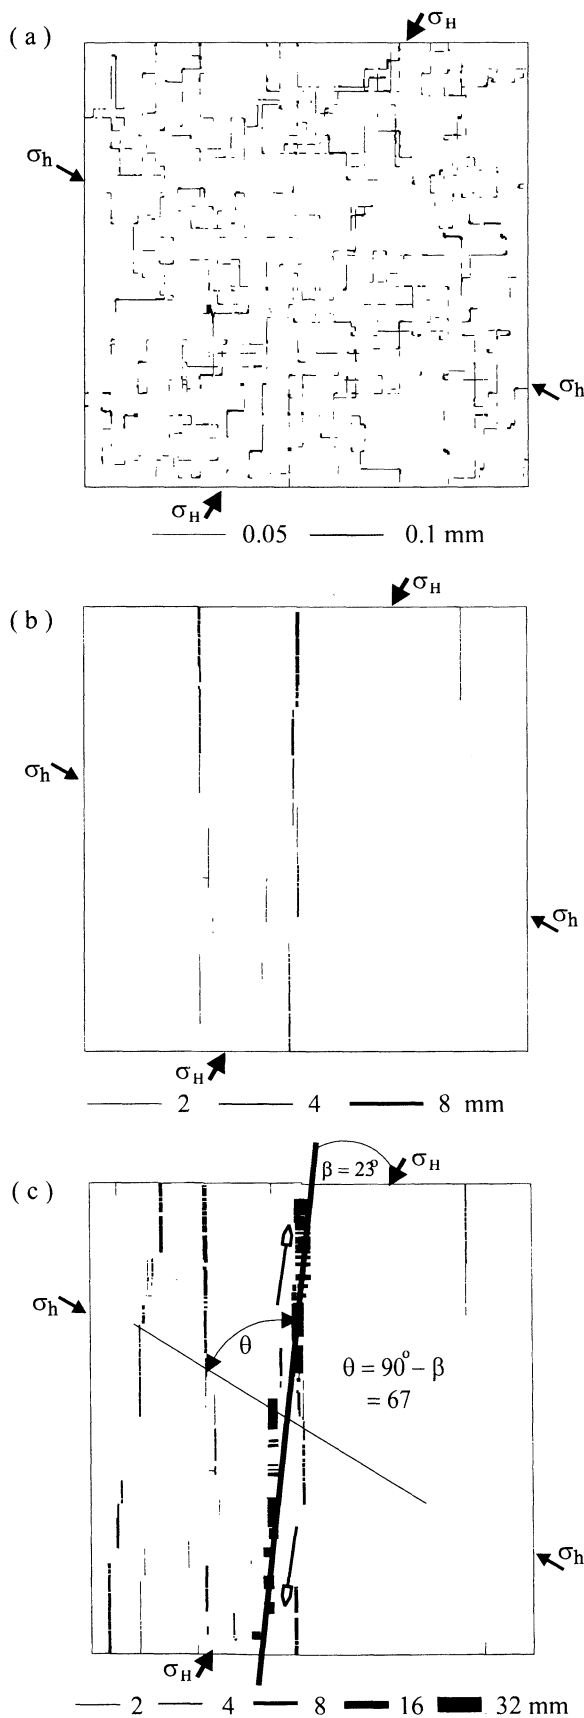 ( a )
σH
σh
σh
σH
0.05 0.1 mm
( b )
σH
σh
σh
σH
2 4 8 mm
( c )
β = 23°
σH
σh
θ
θ = 90° – β
= 67
σh
σH
2 4 8 16 32 mm